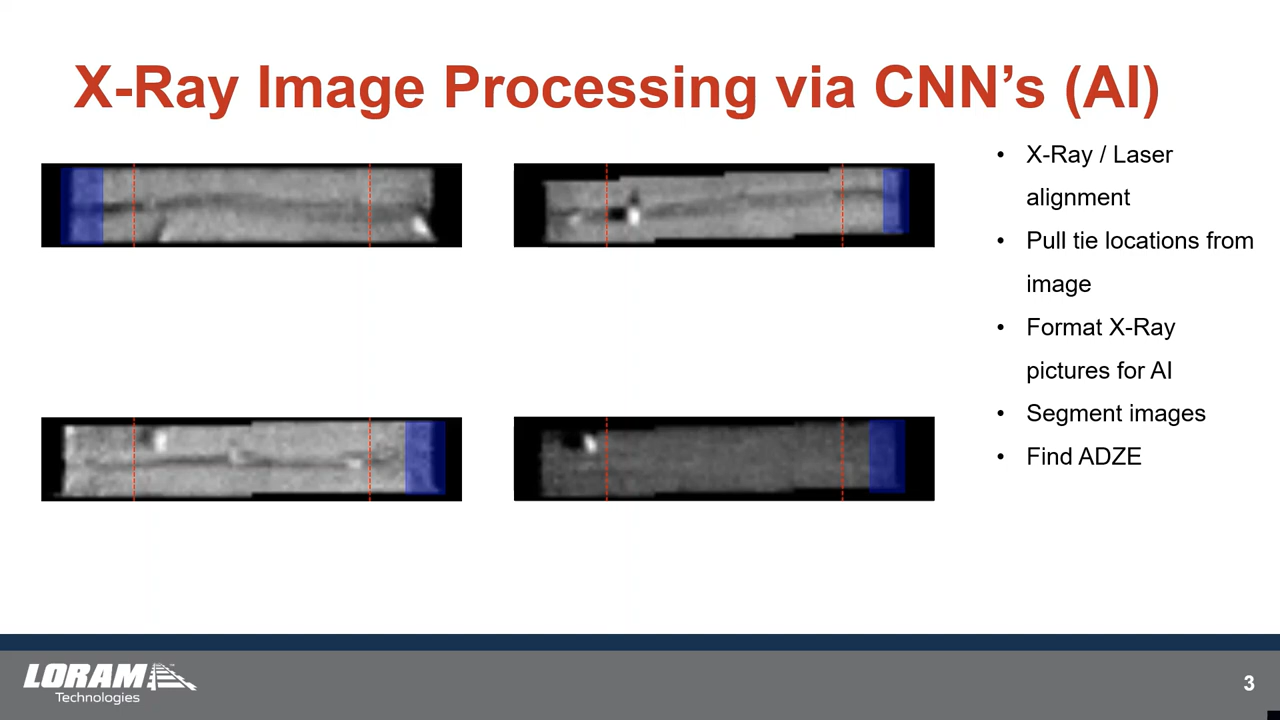 X-Ray Image Processing via CNN’s (AI)
• X-Ray / Laser
alignment
• Pull tie locations from
image
• Format X-Ray
pictures for AI
• Segment images
• Find ADZE
LORAM
Technologies
3